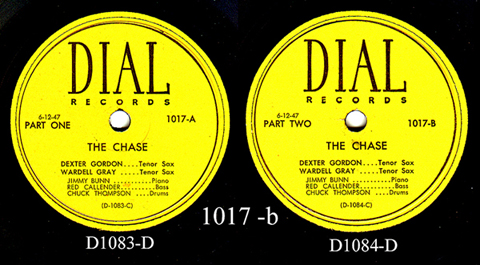 DIAL
RECORDS
6-12-47
PART ONE
1017-A
THE CHASE
DEXTER GORDON....Tenor Sax
WARDELL GRAY.....Tenor Sax
JIMMY BUNN ...........Piano
RED CALLENDER...........Bass
CHUCK THOMPSON ....Drums
(D-1083-C)
D1083-D
DIAL
RECORDS
6-12-47
PART TWO
1017-B
THE CHASE
DEXTER GORDON....Tenor Sax
WARDELL GRAY.....Tenor Sax
JIMMY BUNN ...........Piano
RED CALLENDER...........Bass
CHUCK THOMPSON ....Drums
(D-1084-C)
D1084-D
1017 -b